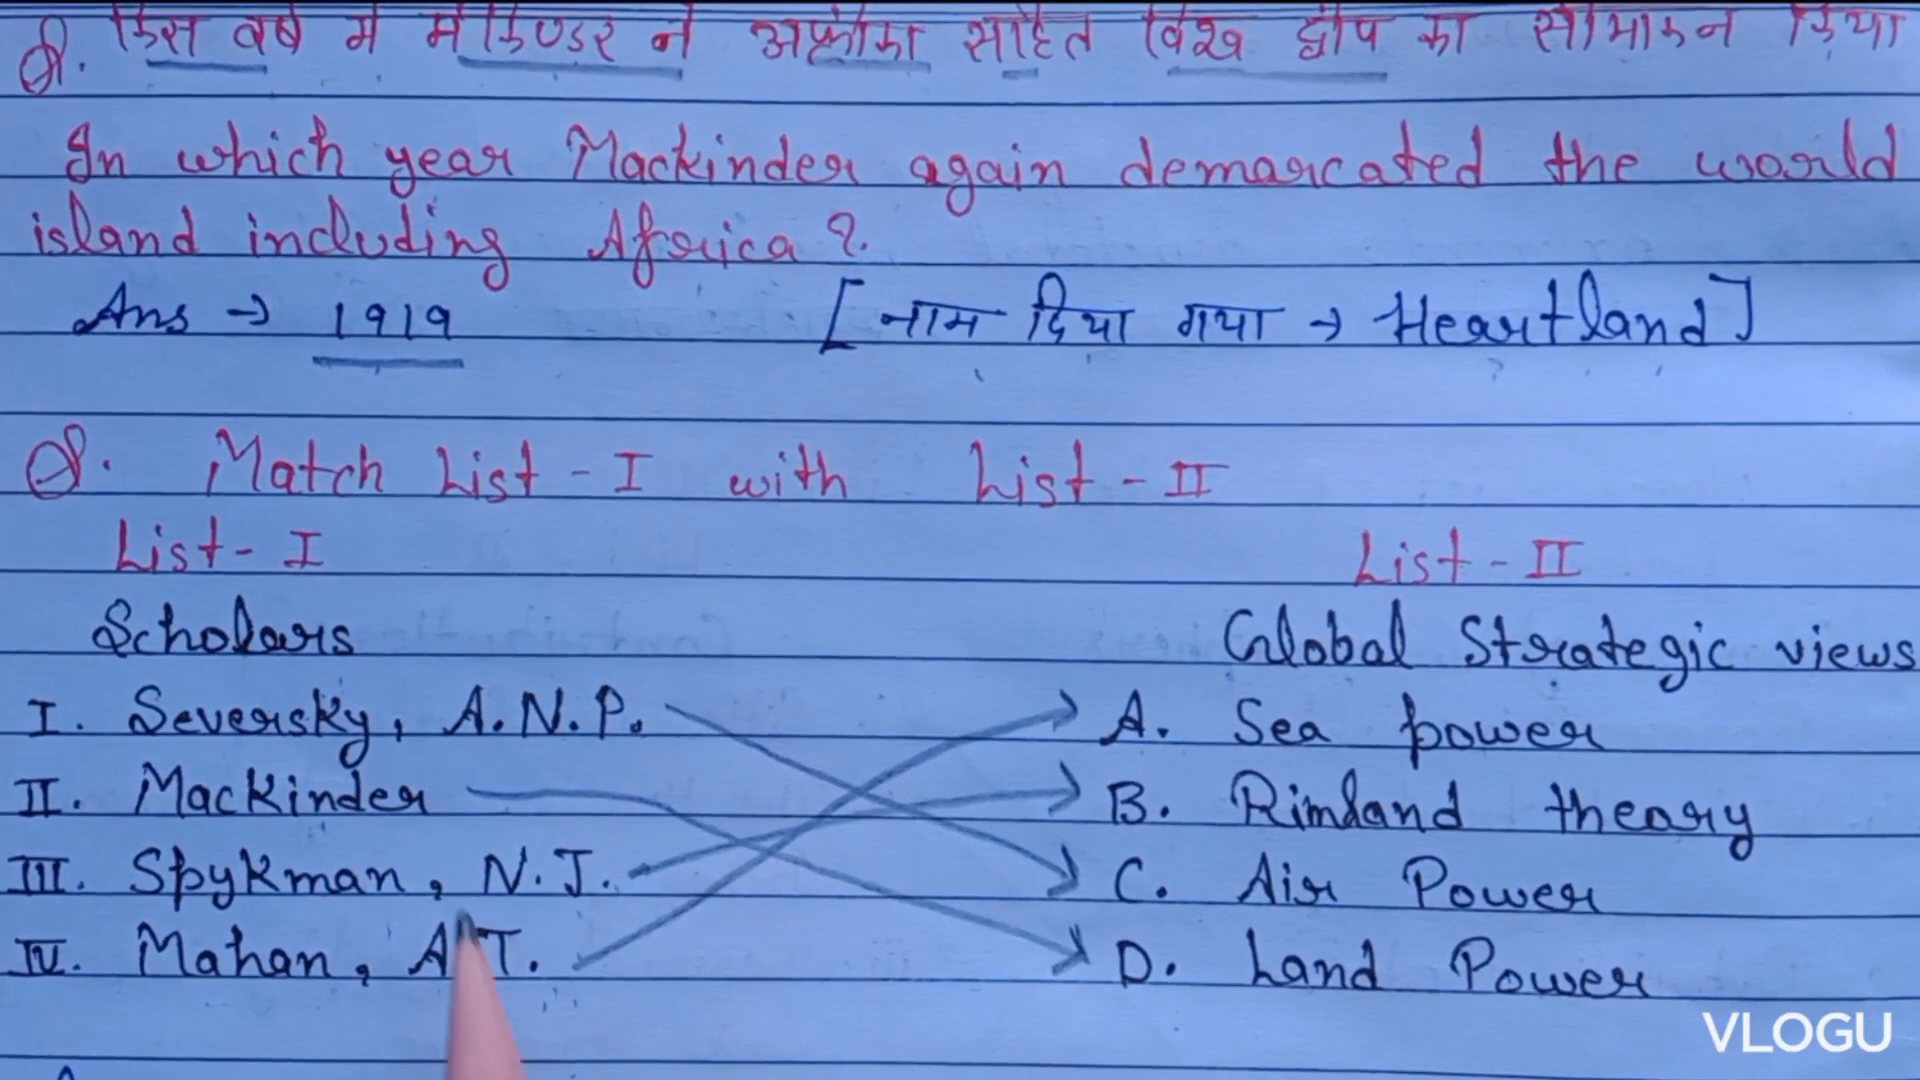 Q. किस वर्ष में मैकिण्डर ने अफ्रीका सहित विश्व द्वीप का सीमांकन किया
In which year Mackinder again demarcated the world
island including Africa ?
Ans → 1919 [नाम दिया गया → Heartland]
Q. Match List - I with List - II
List - I List - II
Scholars Global Strategic views
I. Seversky, A.N.P. A. Sea power
II. Mackinder B. Rimland theory
III. Spykman, N.J. C. Air Power
IV. Mahan, A.T. D. Land Power
VLOGU